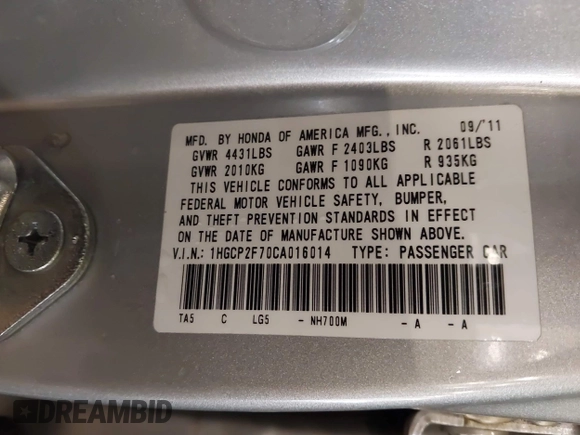 MFD. BY HONDA OF AMERICA MFG., INC. 09/'11
GVWR 4431LBS GAWR F 2403LBS R 2061LBS
GVWR 2010KG GAWR F 1090KG R 935KG
THIS VEHICLE CONFORMS TO ALL APPLICABLE
FEDERAL MOTOR VEHICLE SAFETY, BUMPER,
AND THEFT PREVENTION STANDARDS IN EFFECT
ON THE DATE OF MANUFACTURE SHOWN ABOVE.
V.I.N.: 1HGCP2F70CA016014 TYPE: PASSENGER CAR
TA5 C LG5 - NH700M - A - A
DREAMBID